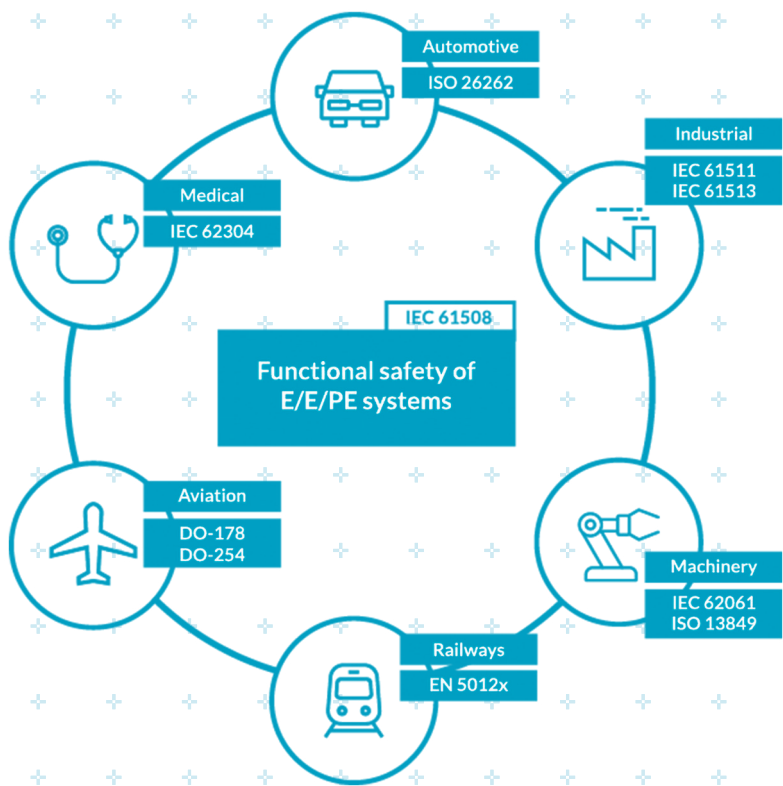 Automotive
ISO 26262
Industrial
IEC 61511
IEC 61513
Medical
IEC 62304
IEC 61508
Functional safety of
E/E/PE systems
Aviation
DO-178
DO-254
Machinery
IEC 62061
ISO 13849
Railways
EN 5012x